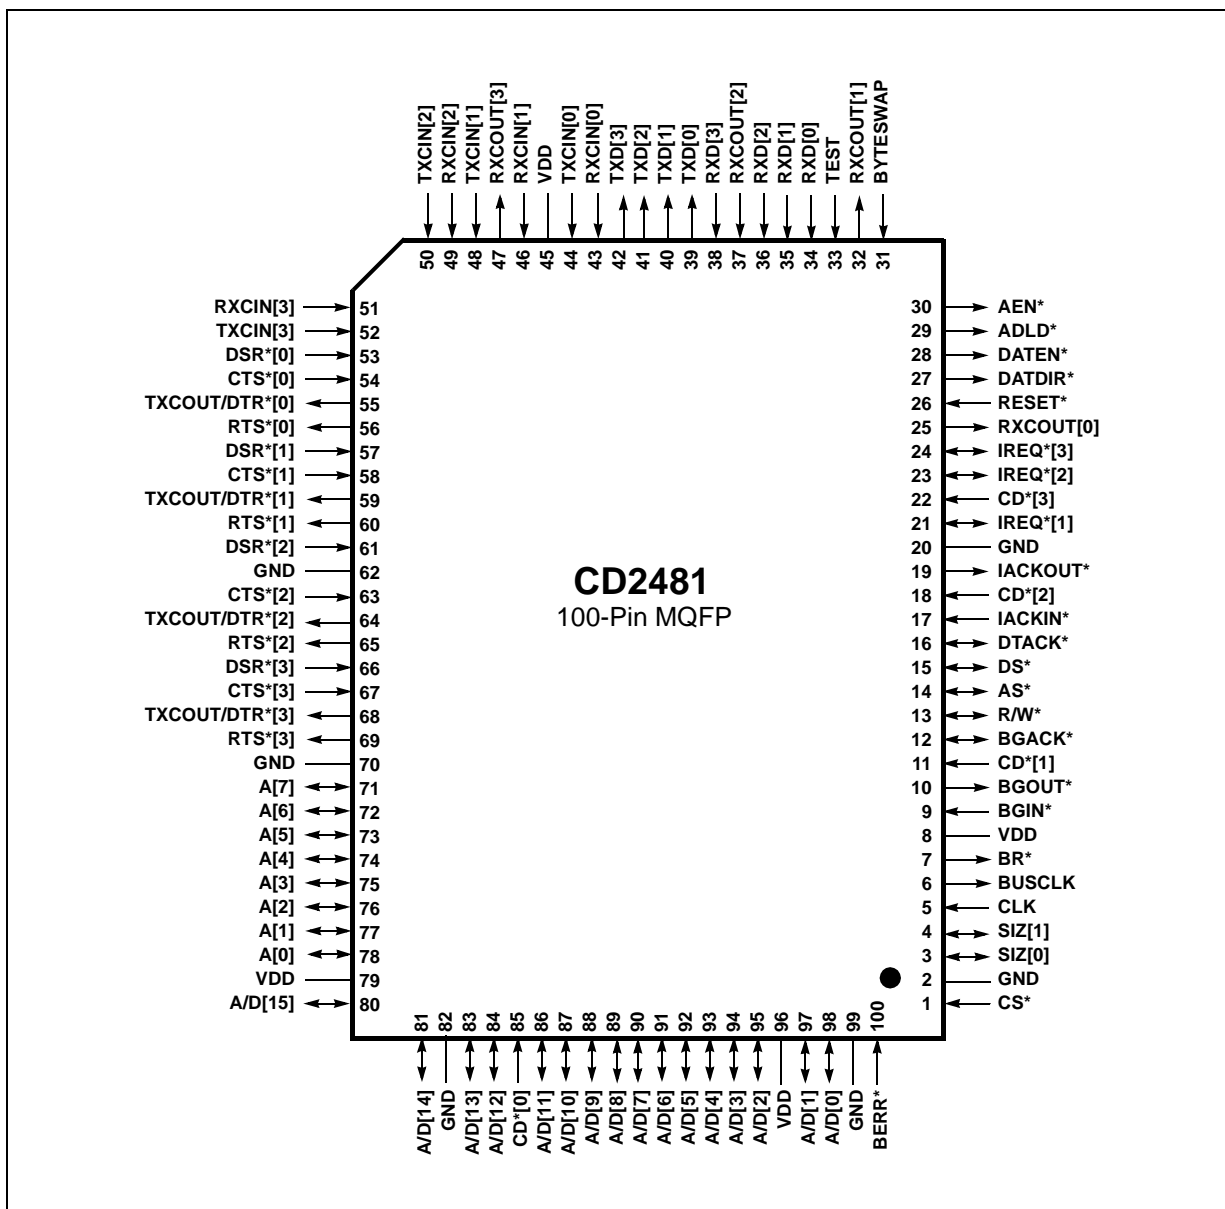 TXCIN[2]
RXCIN[2]
TXCIN[1]
RXCOUT[3]
RXCIN[1]
VDD
TXCIN[0]
RXCIN[0]
TXD[3]
TXD[2]
TXD[1]
TXD[0]
RXD[3]
RXCOUT[2]
RXD[2]
RXD[1]
RXD[0]
TEST
RXCOUT[1]
BYTESWAP
50
49
48
47
46
45
44
43
42
41
40
39
38
37
36
35
34
33
32
31
RXCIN[3] 51
TXCIN[3] 52
DSR*[0] 53
CTS*[0] 54
TXCOUT/DTR*[0] 55
RTS*[0] 56
DSR*[1] 57
CTS*[1] 58
TXCOUT/DTR*[1] 59
RTS*[1] 60
DSR*[2] 61
GND 62
CTS*[2] 63
TXCOUT/DTR*[2] 64
RTS*[2] 65
DSR*[3] 66
CTS*[3] 67
TXCOUT/DTR*[3] 68
RTS*[3] 69
GND 70
A[7] 71
A[6] 72
A[5] 73
A[4] 74
A[3] 75
A[2] 76
A[1] 77
A[0] 78
VDD 79
A/D[15] 80
CD2481
100-Pin MQFP
30 AEN*
29 ADLD*
28 DATEN*
27 DATDIR*
26 RESET*
25 RXCOUT[0]
24 IREQ*[3]
23 IREQ*[2]
22 CD*[3]
21 IREQ*[1]
20 GND
19 IACKOUT*
18 CD*[2]
17 IACKIN*
16 DTACK*
15 DS*
14 AS*
13 R/W*
12 BGACK*
11 CD*[1]
10 BGOUT*
9 BGIN*
8 VDD
7 BR*
6 BUSCLK
5 CLK
4 SIZ[1]
3 SIZ[0]
2 GND
1 CS*
81
82
83
84
85
86
87
88
89
90
91
92
93
94
95
96
97
98
99
100
A/D[14]
GND
A/D[13]
A/D[12]
CD*[0]
A/D[11]
A/D[10]
A/D[9]
A/D[8]
A/D[7]
A/D[6]
A/D[5]
A/D[4]
A/D[3]
A/D[2]
VDD
A/D[1]
A/D[0]
GND
BERR*